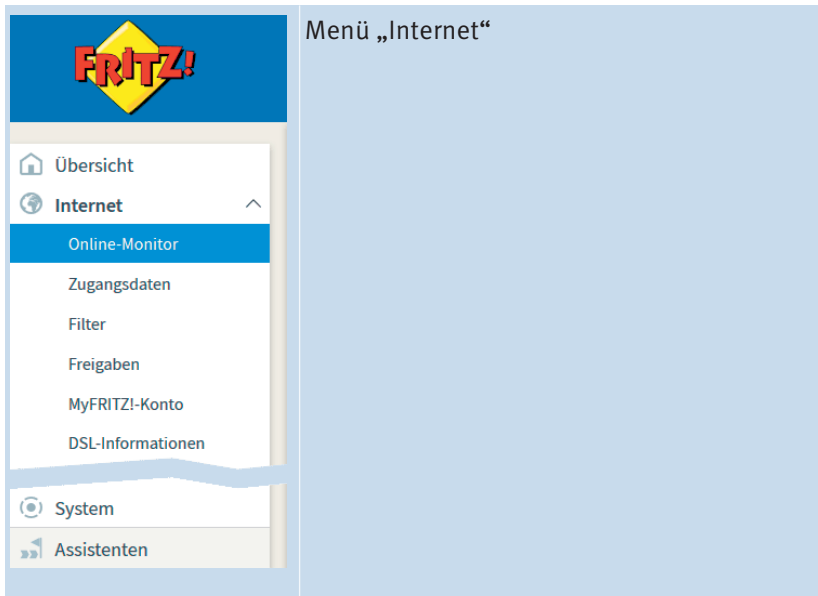 FRITZ!
Menü „Internet“
Übersicht
Internet
Online-Monitor
Zugangsdaten
Filter
Freigaben
MyFRITZ!-Konto
DSL-Informationen
System
Assistenten